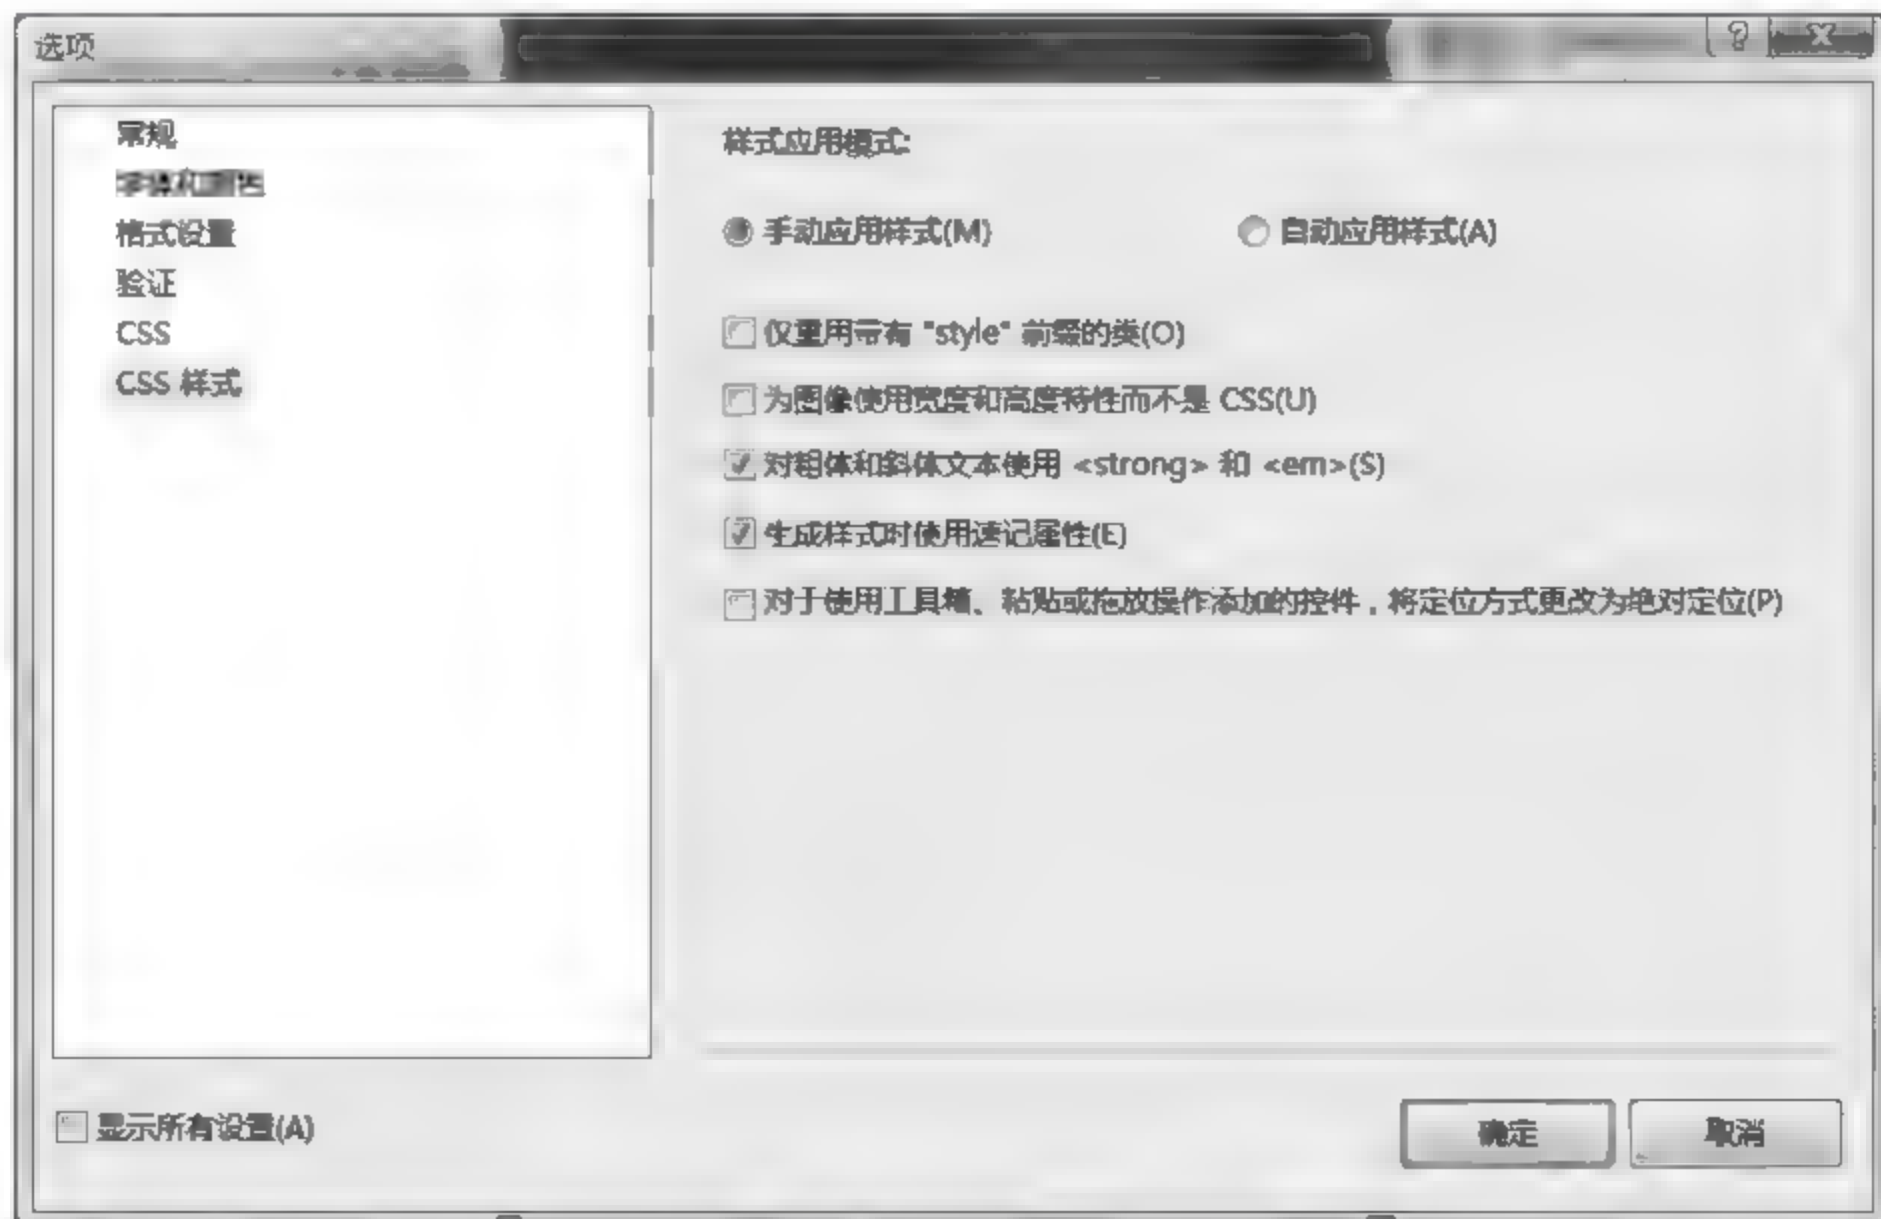 选项
常规
格式设置
验证
CSS
CSS 样式
样式应用模式:
手动应用样式(M)
自动应用样式(A)
仅重用带有 "style" 前缀的类(O)
为图像使用宽度和高度特性而不是 CSS(U)
对粗体和斜体文本使用 <strong> 和 <em>(S)
生成样式时使用速记属性(E)
对于使用工具箱、粘贴或拖放操作添加的控件，将定位方式更改为绝对定位(P)
显示所有设置(A)
确定
取消